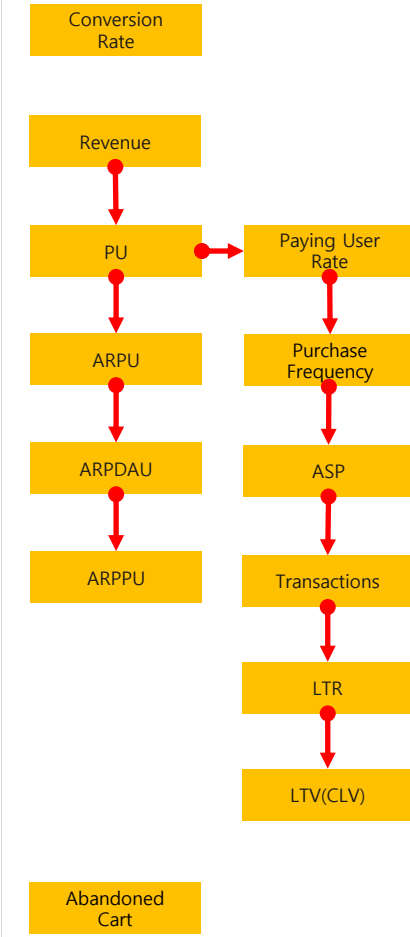 Conversion
Rate
Revenue
PU
Paying User
Rate
ARPU
Purchase
Frequency
ARPDAU
ASP
ARPPU
Transactions
LTR
LTV(CLV)
Abandoned
Cart